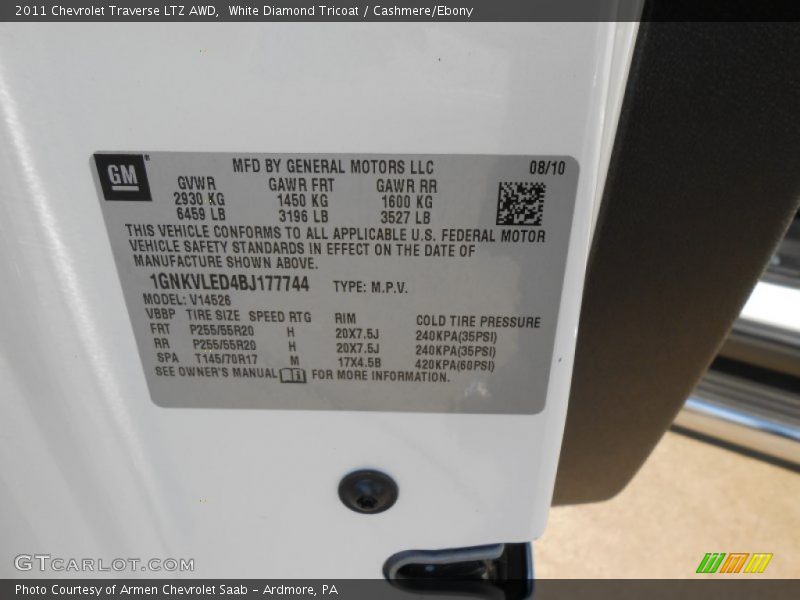 2011 Chevrolet Traverse LTZ AWD, White Diamond Tricoat / Cashmere/Ebony
GM
MFD BY GENERAL MOTORS LLC 08/10
GVWR GAWR FRT GAWR RR
2930 KG 1450 KG 1600 KG
6459 LB 3196 LB 3527 LB
THIS VEHICLE CONFORMS TO ALL APPLICABLE U.S. FEDERAL MOTOR
VEHICLE SAFETY STANDARDS IN EFFECT ON THE DATE OF
MANUFACTURE SHOWN ABOVE.
1GNKVLED4BJ177744 TYPE: M.P.V.
MODEL: V14526
VBBP TIRE SIZE SPEED RTG RIM COLD TIRE PRESSURE
FRT P255/55R20 H 20X7.5J 240KPA(35PSI)
RR P255/55R20 H 20X7.5J 240KPA(35PSI)
SPA T145/70R17 M 17X4.5B 420KPA(60PSI)
SEE OWNER'S MANUAL FOR MORE INFORMATION.
GTCARLOT.COM
Photo Courtesy of Armen Chevrolet Saab - Ardmore, PA